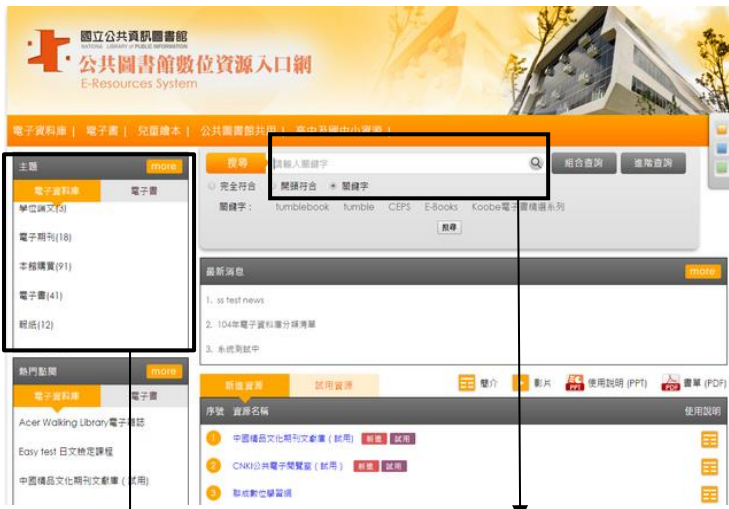 國立公共資訊圖書館
NATIONAL LIBRARY of PUBLIC INFORMATION
公共圖書館數位資源入口網
E-Resources System
電子資料庫 | 電子書 | 兒童繪本 | 公共圖書館共用 | 高中及國中小資源 |
主題 more
電子資料庫 電子書
學位論文(5)
電子期刊(18)
本館購買(91)
電子書(41)
報紙(12)
熱門點閱 more
電子資料庫 電子書
Acer Walking Library電子雜誌
Easy test 日文檢定課程
中國精品文化期刊文獻庫 (試用)
搜尋 請輸入關鍵字 組合查詢 進階查詢
完全符合 開頭符合 關鍵字
關鍵字: tumblebook tumble CEPS E-Books Koobe電子書精選系列
搜尋
最新消息 more
1. ss test news
2. 104年電子資料庫分類清單
3. 系統測試中
新進資源 試用資源 簡介 影片 使用說明 (PPT) 書單 (PDF)
序號 資源名稱 使用說明
1 中國精品文化期刊文獻庫 (試用) 新進 試用
2 CNKI公共電子閱覽室 (試用) 新進 試用
3 聯成數位學習網